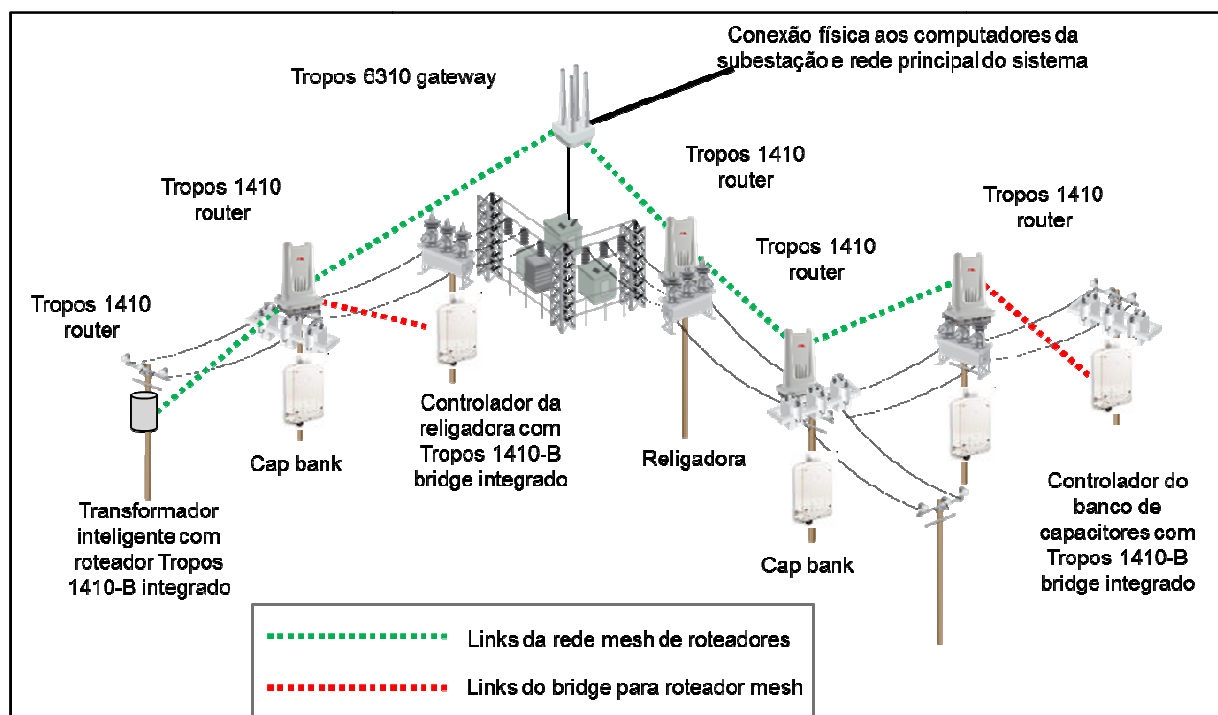 Conexão física aos computadores da
subestação e rede principal do sistema
Tropos 6310 gateway
Tropos 1410
router
Tropos 1410
router
Tropos 1410
router
Tropos 1410
router
Tropos 1410
router
Cap bank
Controlador da
religadora com
Tropos 1410-B
bridge integrado
Religadora
Cap bank
Controlador do
banco de
capacitores com
Tropos 1410-B
bridge integrado
Transformador
inteligente com
roteador Tropos
1410-B integrado
Links da rede mesh de roteadores
Links do bridge para roteador mesh